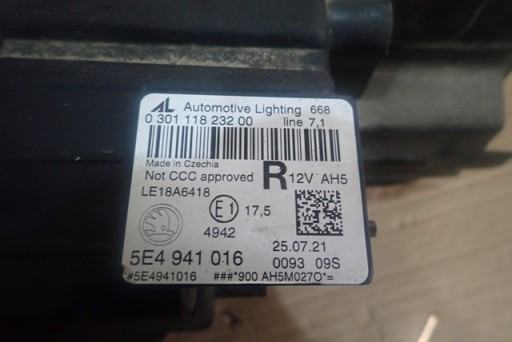 AL Automotive Lighting 668
0 301 118 232 00 line 7,1
Made in Czechia
Not CCC approved R 12V AH5
LE18A6418
E1 17,5
4942
25.07.21
5E4 941 016 0093 09S
#5E4941016 ###*900 AH5M027O*=